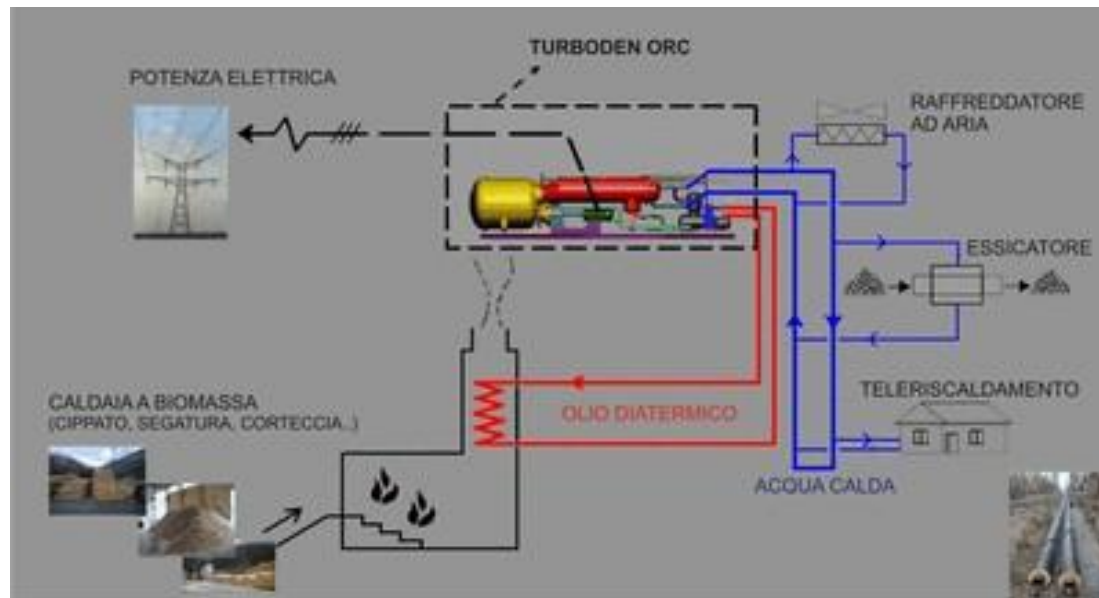 TURBODEN ORC
POTENZA ELETTRICA
RAFFREDDATORE
AD ARIA
ESSICATORE
TELERISCALDAMENTO
CALDAIA A BIOMASSA
(CIPPATO, SEGATURA, CORTECCIA..)
OLIO DIATERMICO
ACQUA CALDA